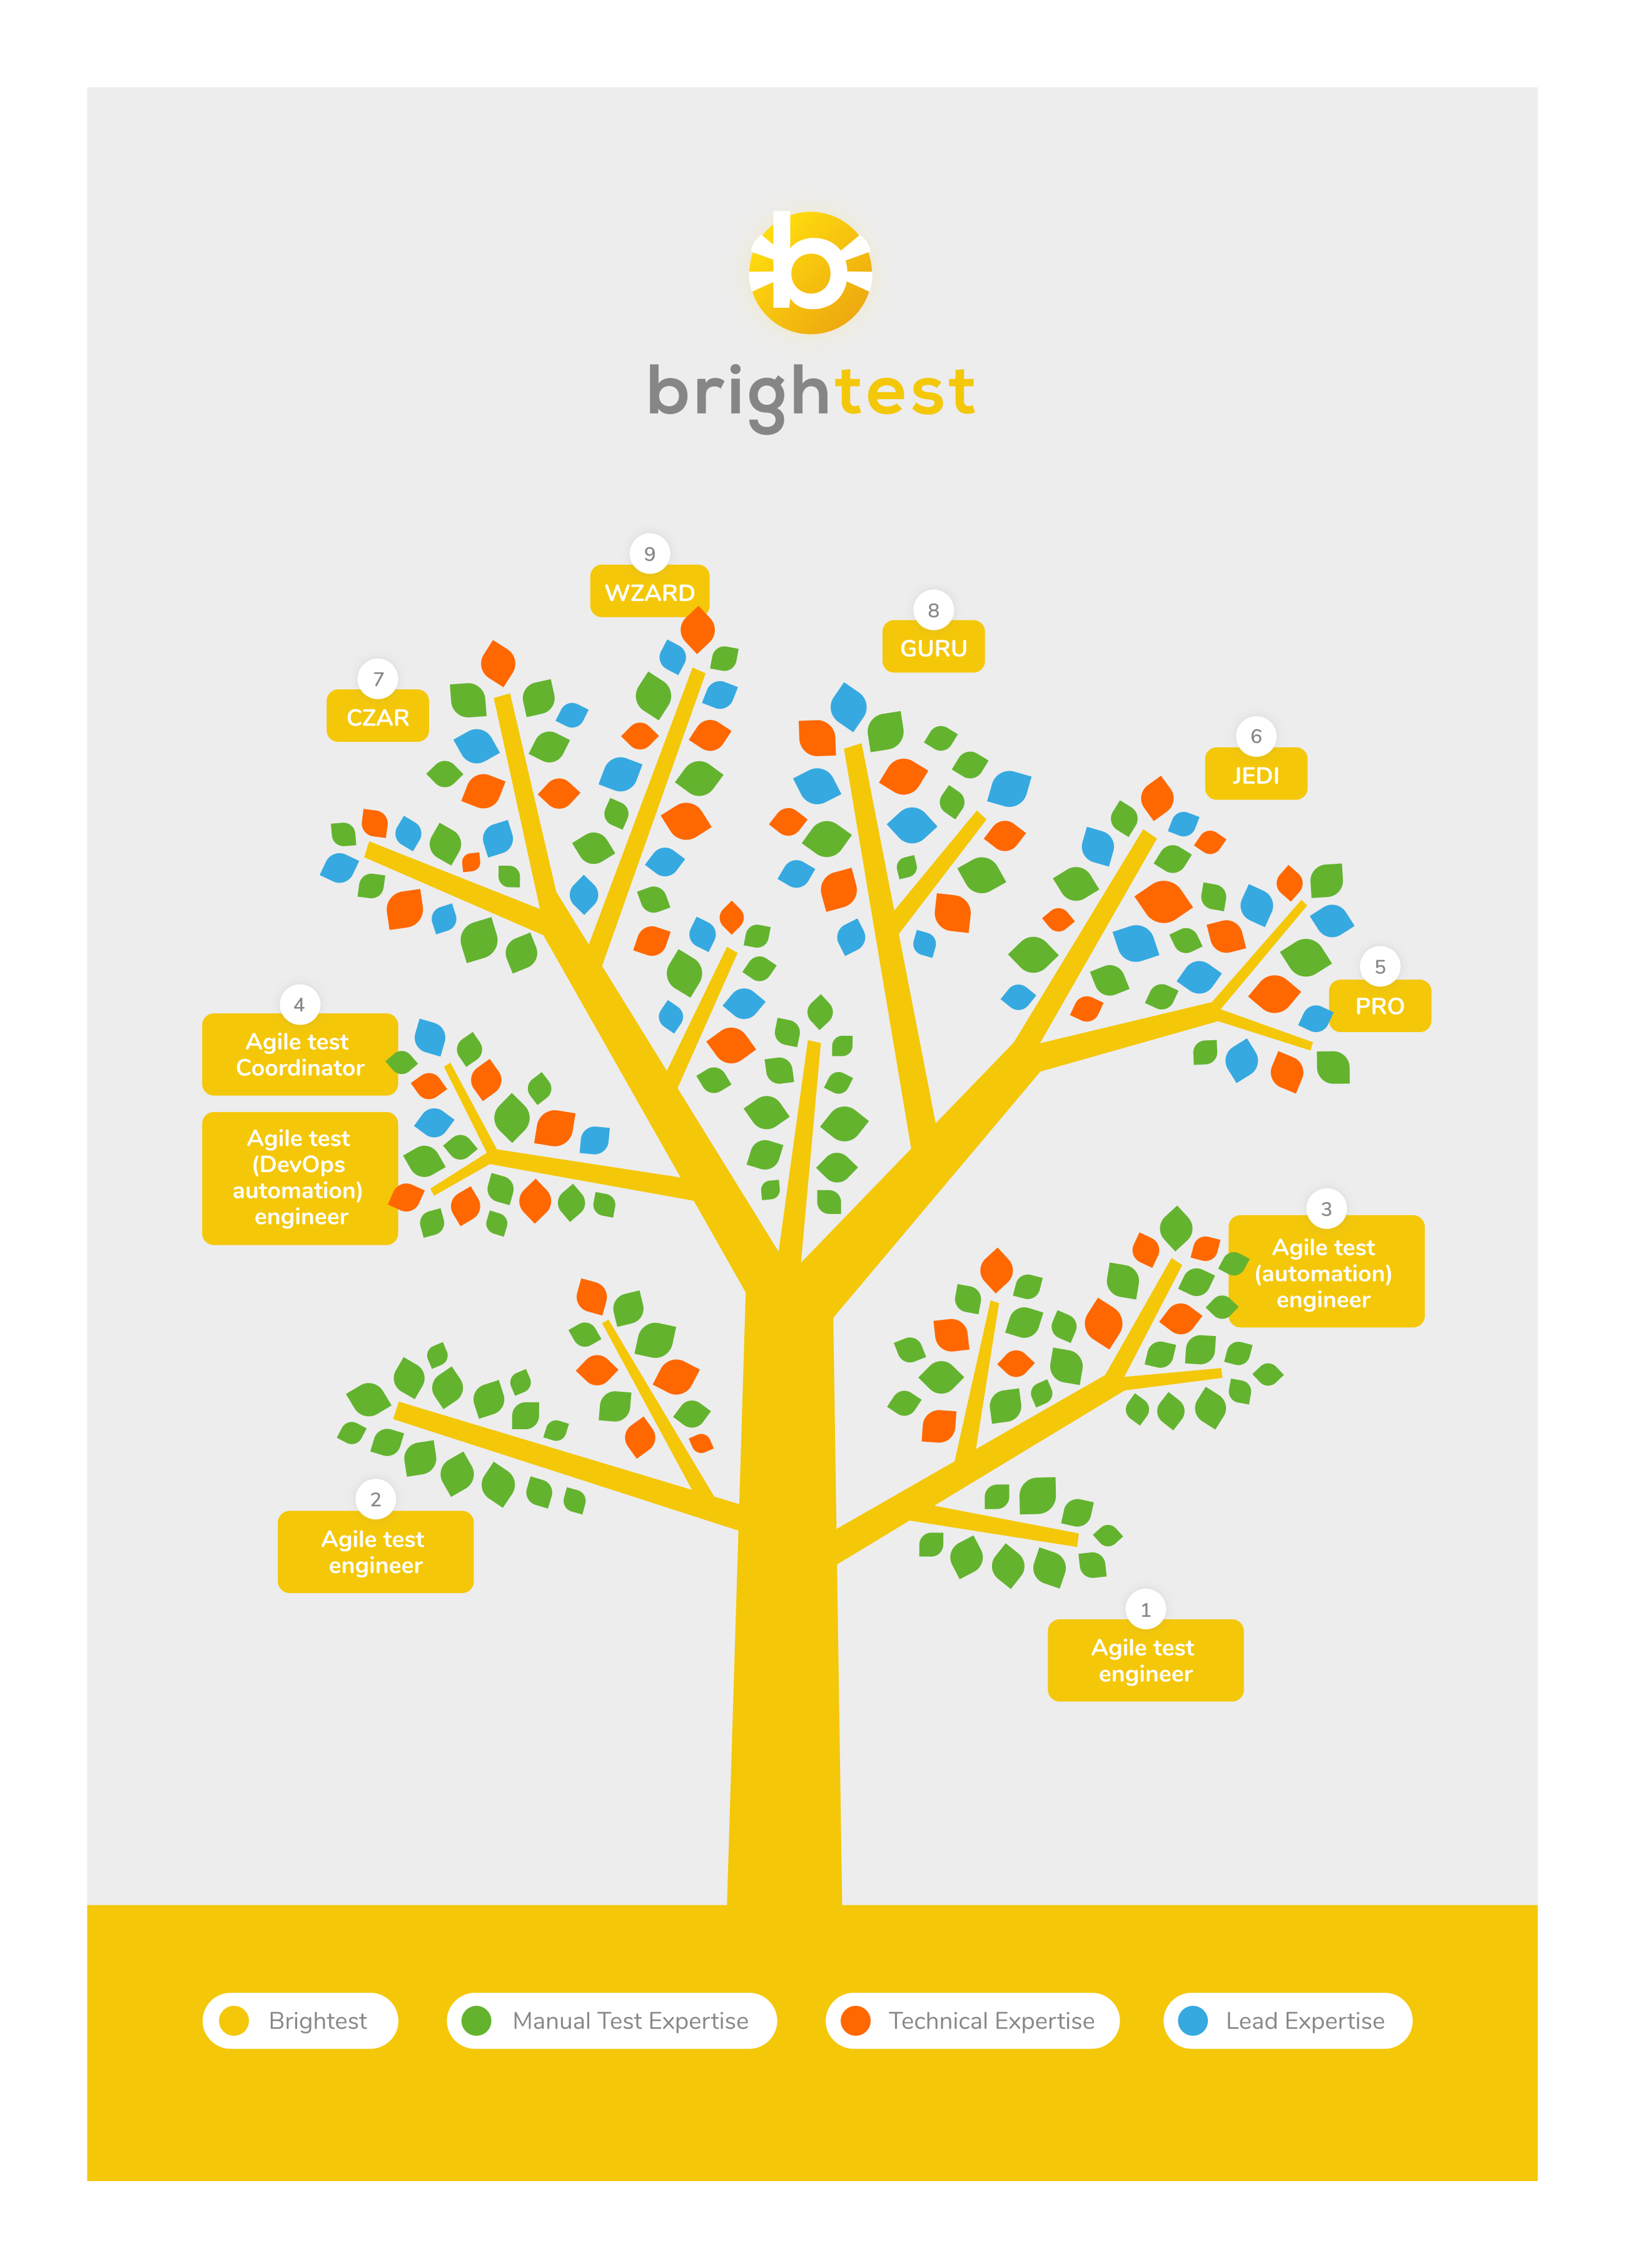 b
brightest
9
WZARD
8
GURU
7
CZAR
6
JEDI
5
PRO
4
Agile test
Coordinator
Agile test
(DevOps
automation)
engineer
3
Agile test
(automation)
engineer
2
Agile test
engineer
1
Agile test
engineer
Brightest
Manual Test Expertise
Technical Expertise
Lead Expertise